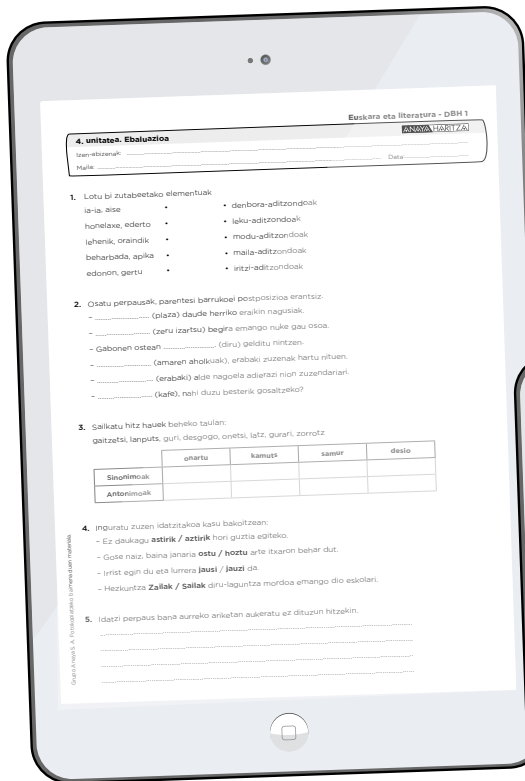 Euskara eta literatura - DBH 1
ANAYA HARITZA
4. unitatea. Ebaluazioa
Izen-abizenak:
Maila: Data:
1. Lotu bi zutabeetako elementuak
ia-ia, aise • • denbora-aditzondoak
honelaxe, ederto • • leku-aditzondoak
lehenik, oraindik • • modu-aditzondoak
beharbada, apika • • maila-aditzondoak
edonon, gertu • • iritzi-aditzondoak
2. Osatu perpausak, parentesi barrukoei postposizioa erantsiz.
– ........................ (plaza) daude herriko eraikin nagusiak.
– ........................ (zeru izartsu) begira emango nuke gau osoa.
– Gabonen ostean ........................ (diru) gelditu nintzen.
– ........................ (amaren aholkuak), erabaki zuzenak hartu nituen.
– ........................ (erabaki) alde nagoela adierazi nion zuzendariari.
– ........................ (kafe), nahi duzu besterik gosaltzeko?
3. Sailkatu hitz hauek beheko taulan:
gaitzetsi, lanputs, guri, desgogo, onetsi, latz, gurari, zorrotz
onartu kamuts samur desio
Sinonimoak
Antonimoak
4. Inguratu zuzen idatzitakoa kasu bakoitzean:
– Ez daukagu astirik / aztirik hori guztia egiteko.
– Gose naiz, baina janaria ostu / hoztu arte itxaron behar dut.
– Irrist egin du eta lurrera jausi / jauzi da.
– Hezkuntza Zailak / Sailak diru-laguntza mordoa emango dio eskolari.
5. Idatzi perpaus bana aurreko ariketan aukeratu ez dituzun hitzekin.
Grupo Anaya S. A. Fotokopiatzeko baimena duen materiala.